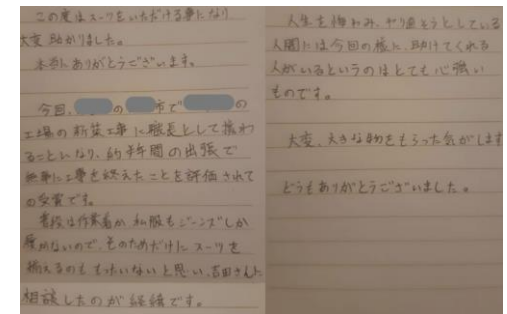 この度はスーツをいただける事になり
大変助かりました。
本当にありがとうございます。
今回、 の 市で の
工場の新築工事に職長として携わ
ることになり、約半年間の出張で
無事に工事を終えたことを評価されて
の受賞です。
普段は作業着か私服もジーンズしか
履かないので、そのためだけにスーツを
揃えるのももったいないと思い、吉田さんに
相談したのが経緯です。
人生を悔わみ、やり直そうとしている
人間には今回の様に、助けてくれる
人がいるというのはとても心強い
ものです。
大変、大きな物をもらった気がします
どうもありがとうございました。